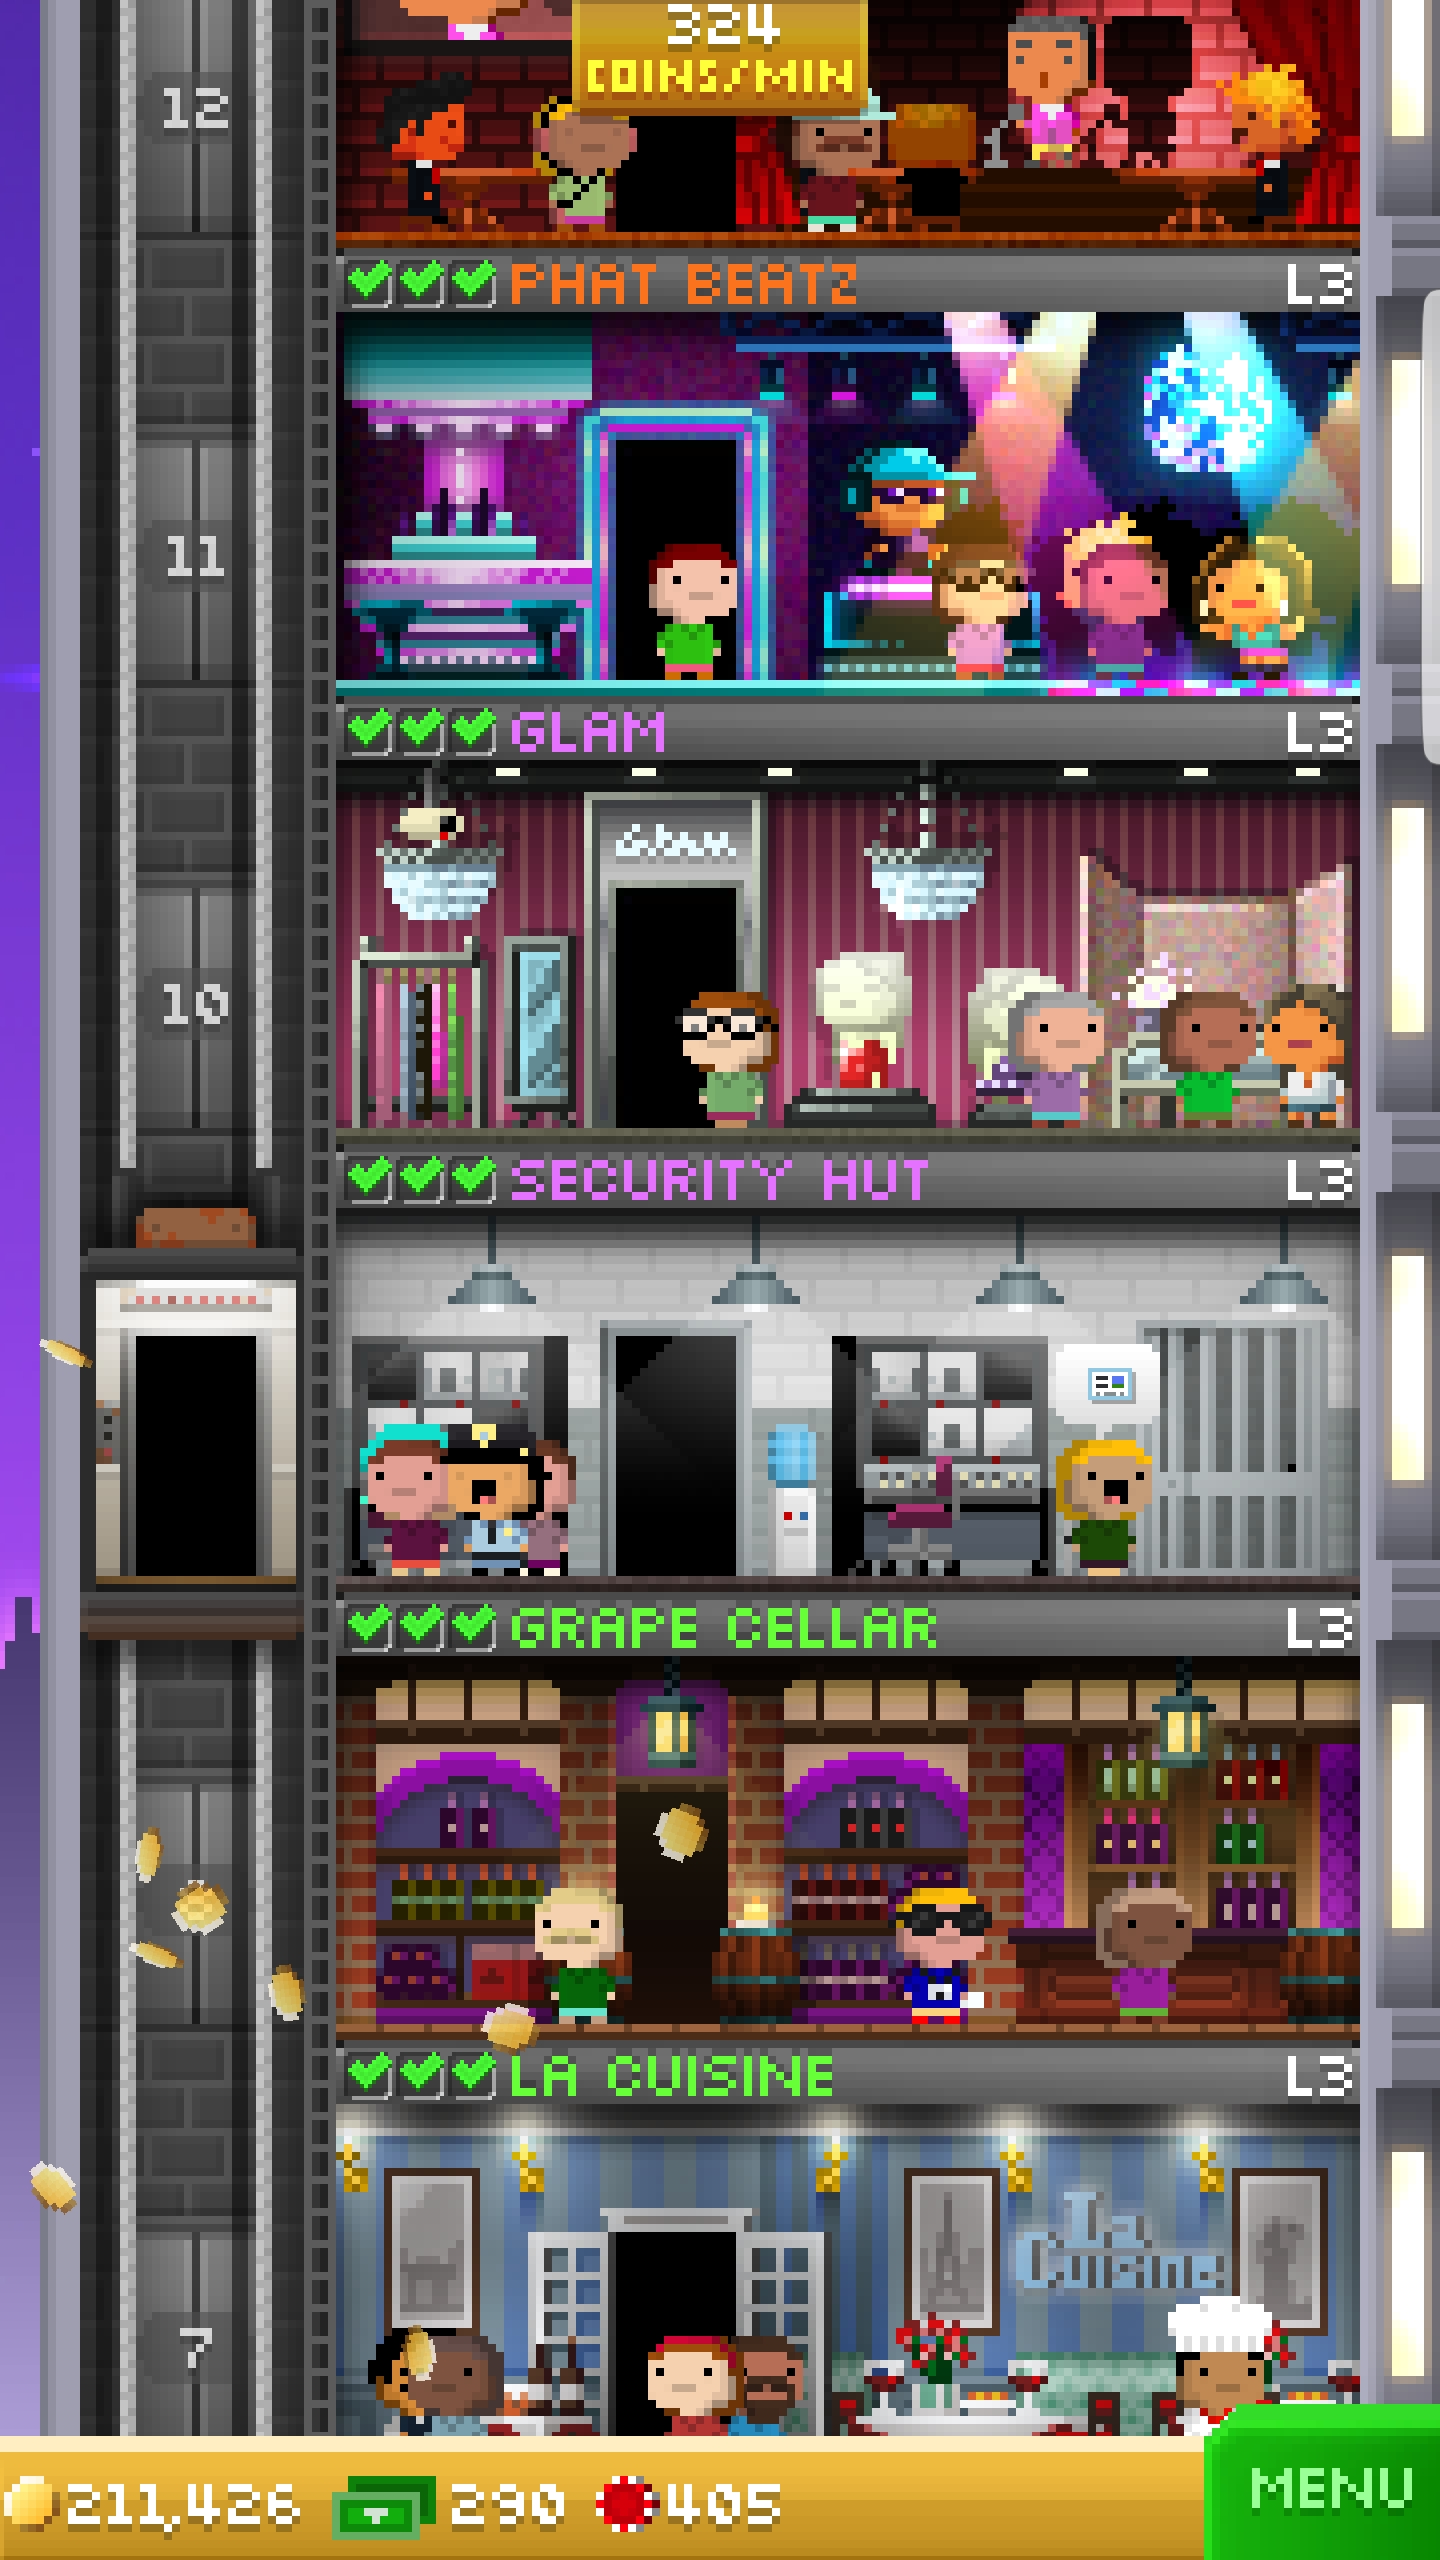 324
COINS/MIN
12
PHAT BEATZ
L3
11
GLAM
L3
Glam
10
SECURITY HUT
L3
GRAPE CELLAR
L3
LA CUISINE
L3
La
Cuisine
7
211,426
290
405
MENU